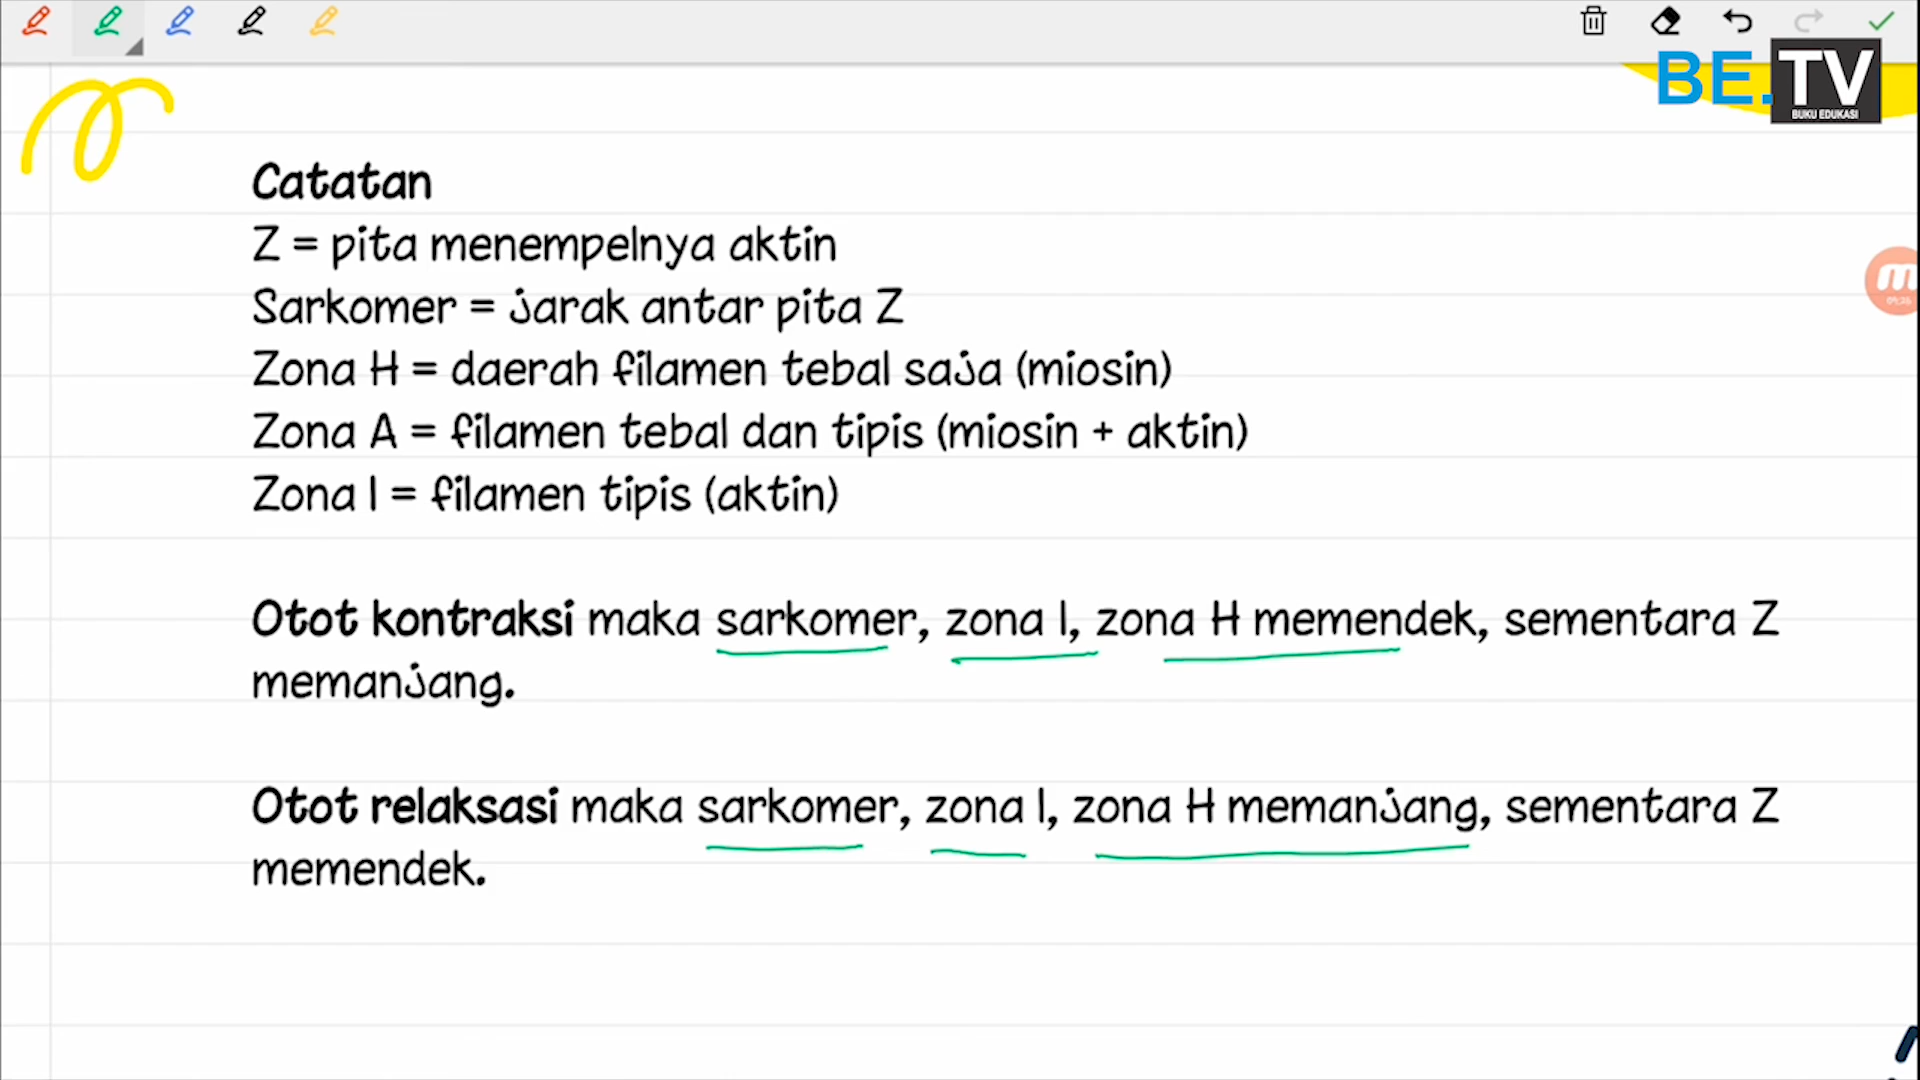 BE.TV
BUKU EDUKASI
Catatan
Z = pita menempelnya aktin
Sarkomer = jarak antar pita Z
Zona H = daerah filamen tebal saja (miosin)
Zona A = filamen tebal dan tipis (miosin + aktin)
Zona I = filamen tipis (aktin)
Otot kontraksi maka sarkomer, zona I, zona H memendek, sementara Z
memanjang.
Otot relaksasi maka sarkomer, zona I, zona H memanjang, sementara Z
memendek.